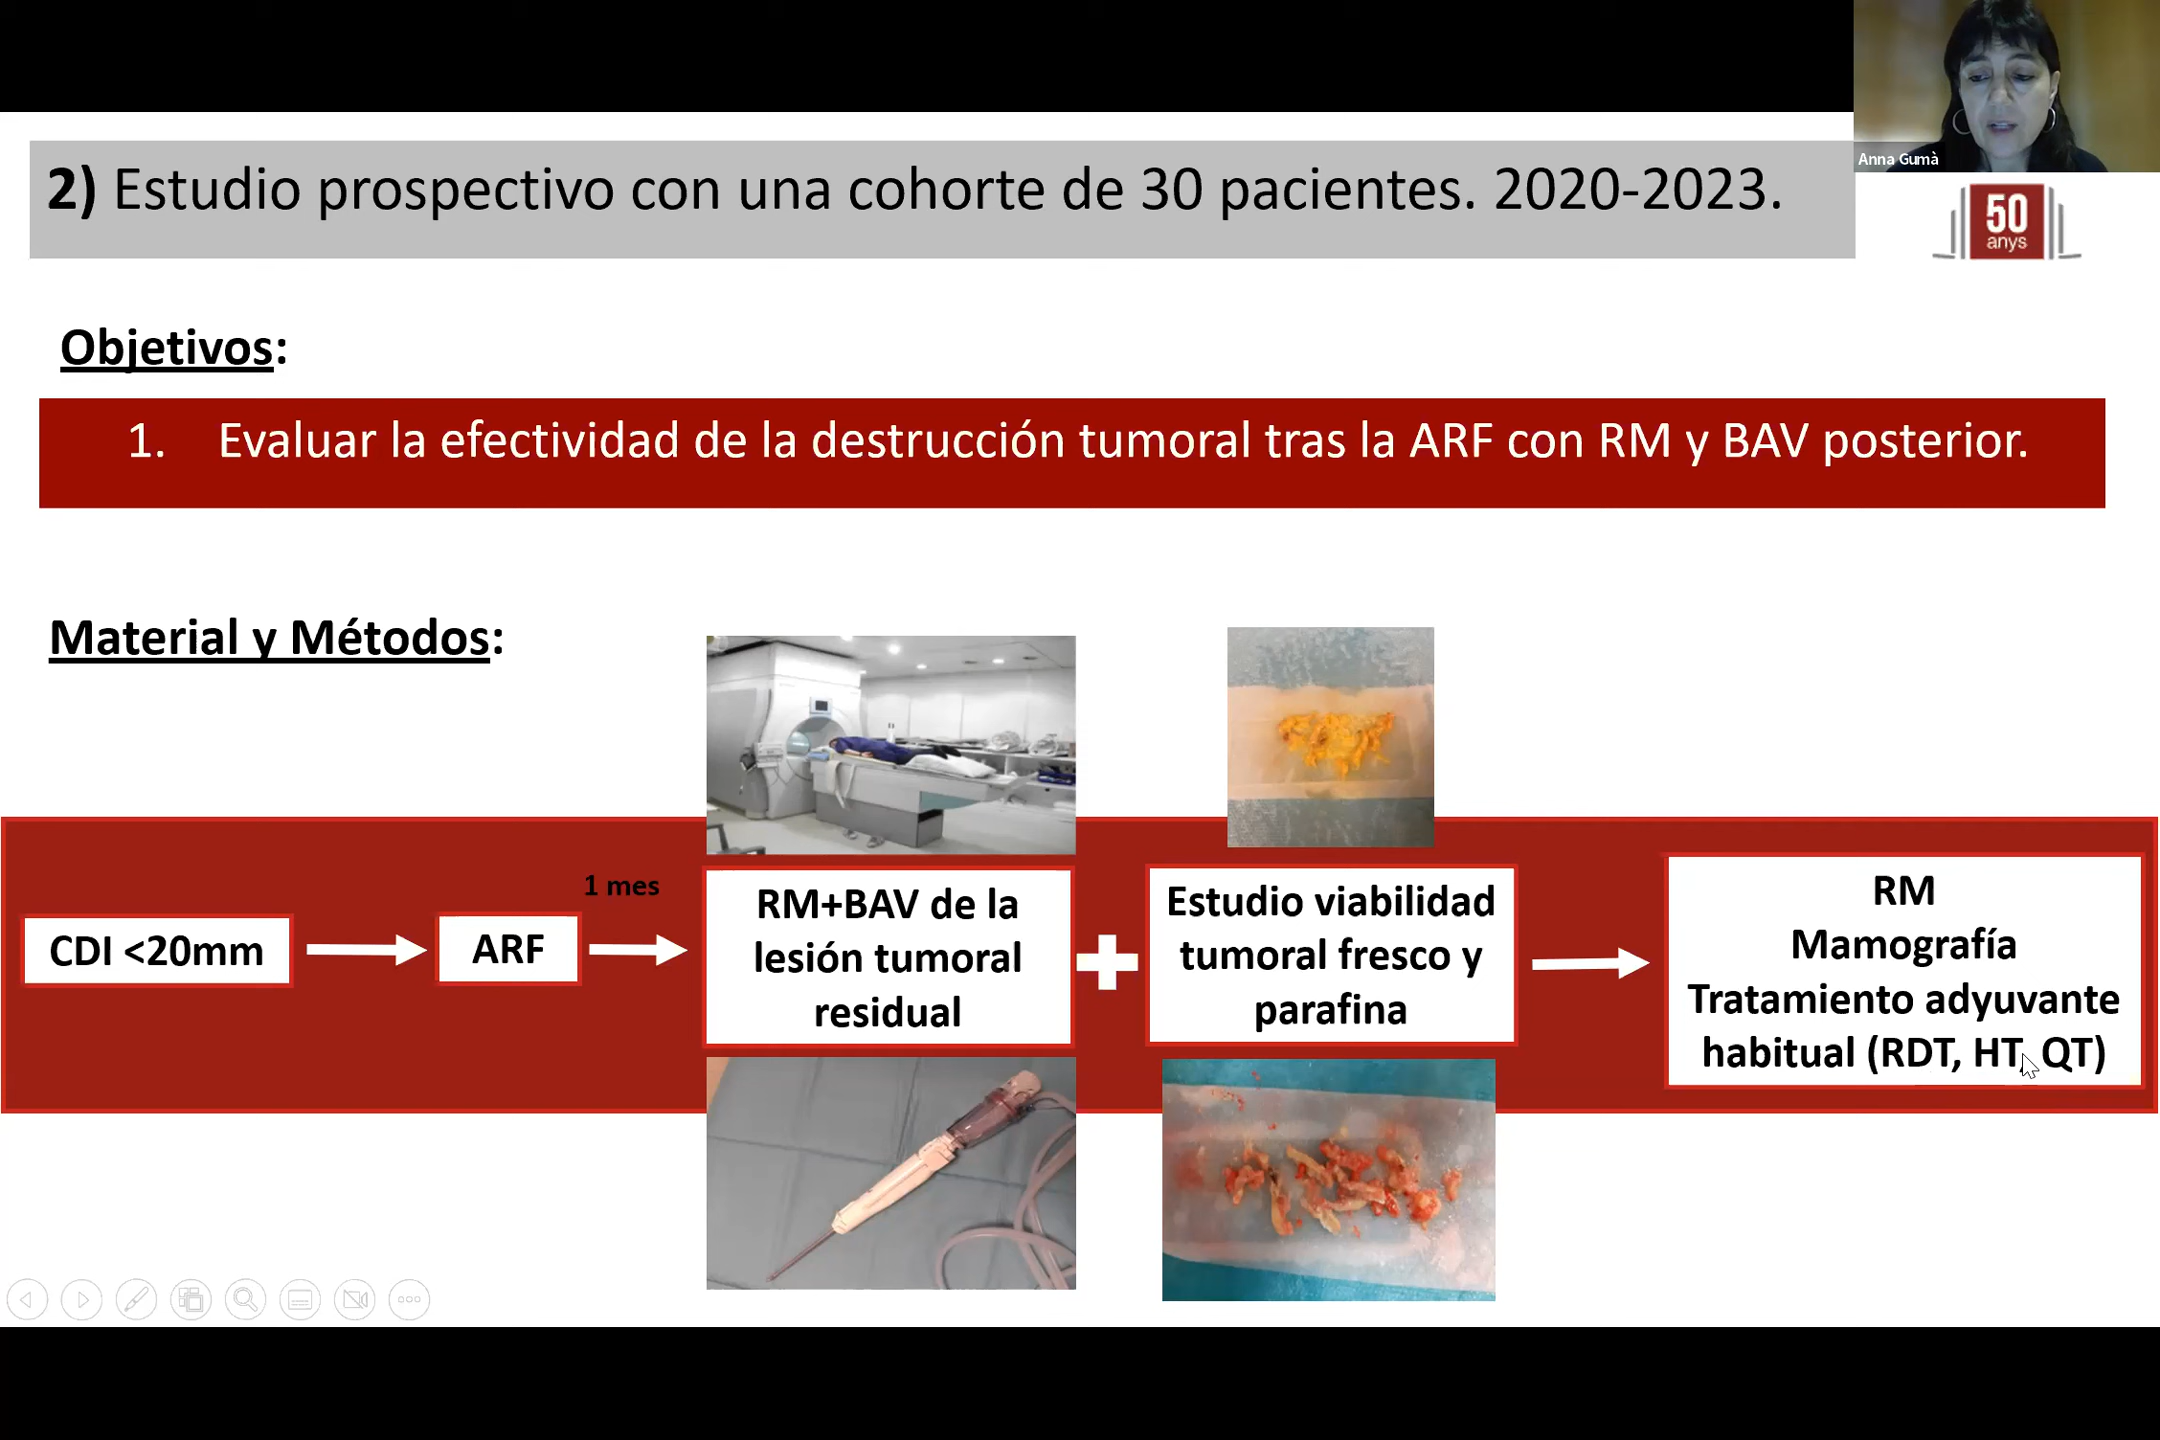 Anna Gumà
2) Estudio prospectivo con una cohorte de 30 pacientes. 2020-2023.
50
anys
Objetivos:
1. Evaluar la efectividad de la destrucción tumoral tras la ARF con RM y BAV posterior.
Material y Métodos:
CDI <20mm
ARF
1 mes
RM+BAV de la
lesión tumoral
residual
Estudio viabilidad
tumoral fresco y
parafina
RM
Mamografía
Tratamiento adyuvante
habitual (RDT, HT, QT)